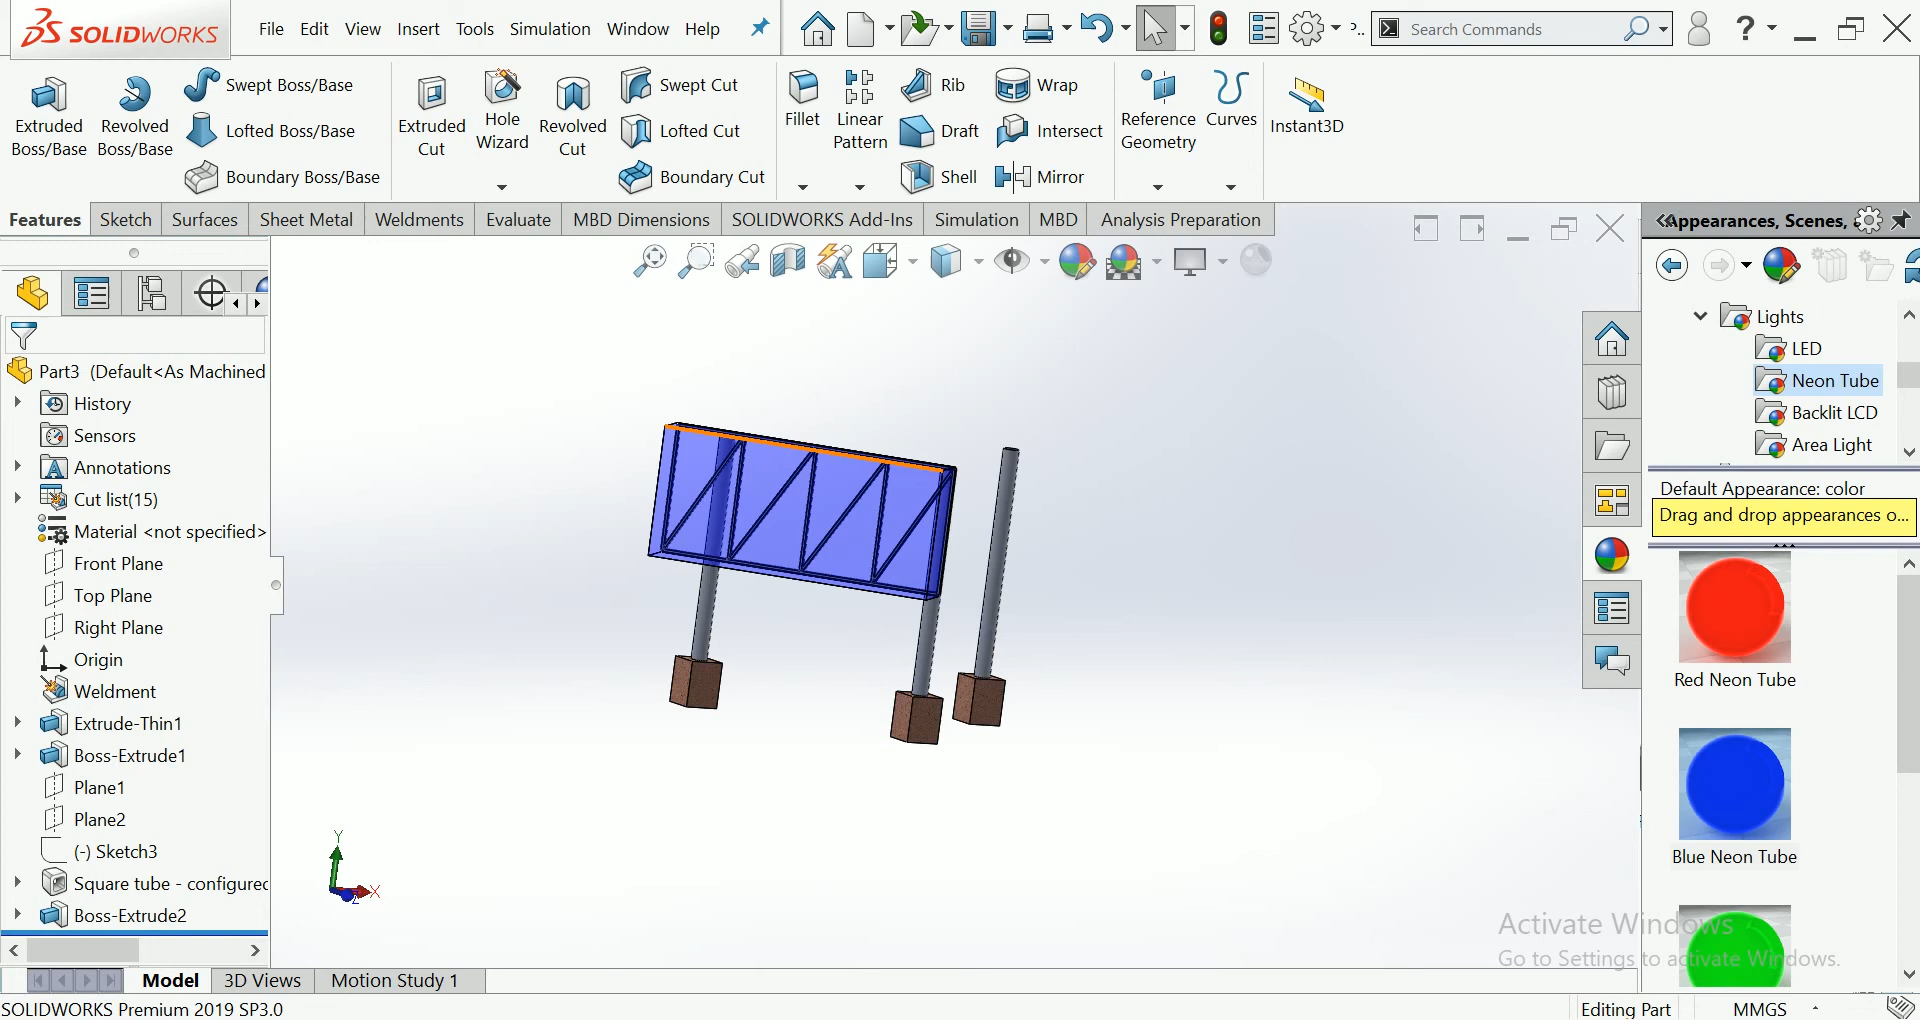 SOLIDWORKS
File Edit View Insert Tools Simulation Window Help
P..
Search Commands
?
Extruded Boss/Base
Revolved Boss/Base
Swept Boss/Base
Lofted Boss/Base
Boundary Boss/Base
Extruded Cut
Hole Wizard
Revolved Cut
Swept Cut
Lofted Cut
Boundary Cut
Fillet
Linear Pattern
Rib
Draft
Shell
Wrap
Intersect
Mirror
Reference Geometry
Curves
Instant3D
Features Sketch Surfaces Sheet Metal Weldments Evaluate MBD Dimensions SOLIDWORKS Add-Ins Simulation MBD Analysis Preparation
Appearances, Scenes,
Part3 (Default<As Machined
History
Sensors
Annotations
Cut list(15)
Material <not specified>
Front Plane
Top Plane
Right Plane
Origin
Weldment
Extrude-Thin1
Boss-Extrude1
Plane1
Plane2
(-) Sketch3
Square tube - configured
Boss-Extrude2
Y
X
Z
Lights
LED
Neon Tube
Backlit LCD
Area Light
Default Appearance: color
Drag and drop appearances o...
Red Neon Tube
Blue Neon Tube
Activate Windows
Go to Settings to activate Windows.
Model 3D Views Motion Study 1
SOLIDWORKS Premium 2019 SP3.0
Editing Part
MMGS